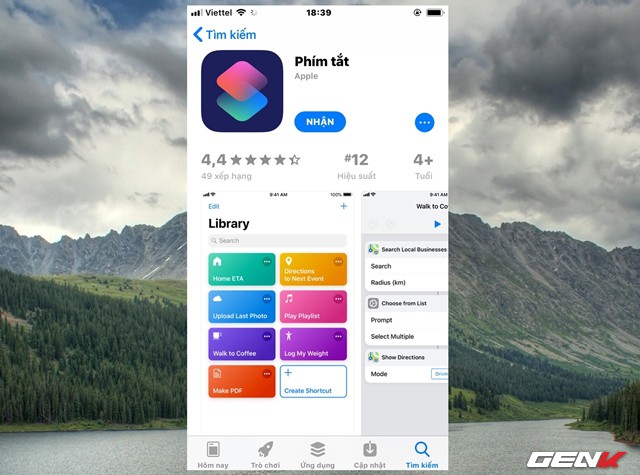 Viettel 18:39
Tìm kiếm
Phím tắt
Apple
NHẬN
4,4 #12 4+
49 xếp hạng Hiệu suất Tuổi
9:41 AM 100% 9:41 AM
Edit
Library
Search
Home ETA
Directions
to Next Event
Upload Last Photo
Play Playlist
Walk to Coffee
Log My Weight
Make PDF
Create Shortcut
Walk to Co
Search Local Businesses
Search
Radius (km)
Choose from List
Prompt
Select Multiple
Show Directions
Mode
Hôm nay Trò chơi Ứng dụng Cập nhật Tìm kiếm
GENK